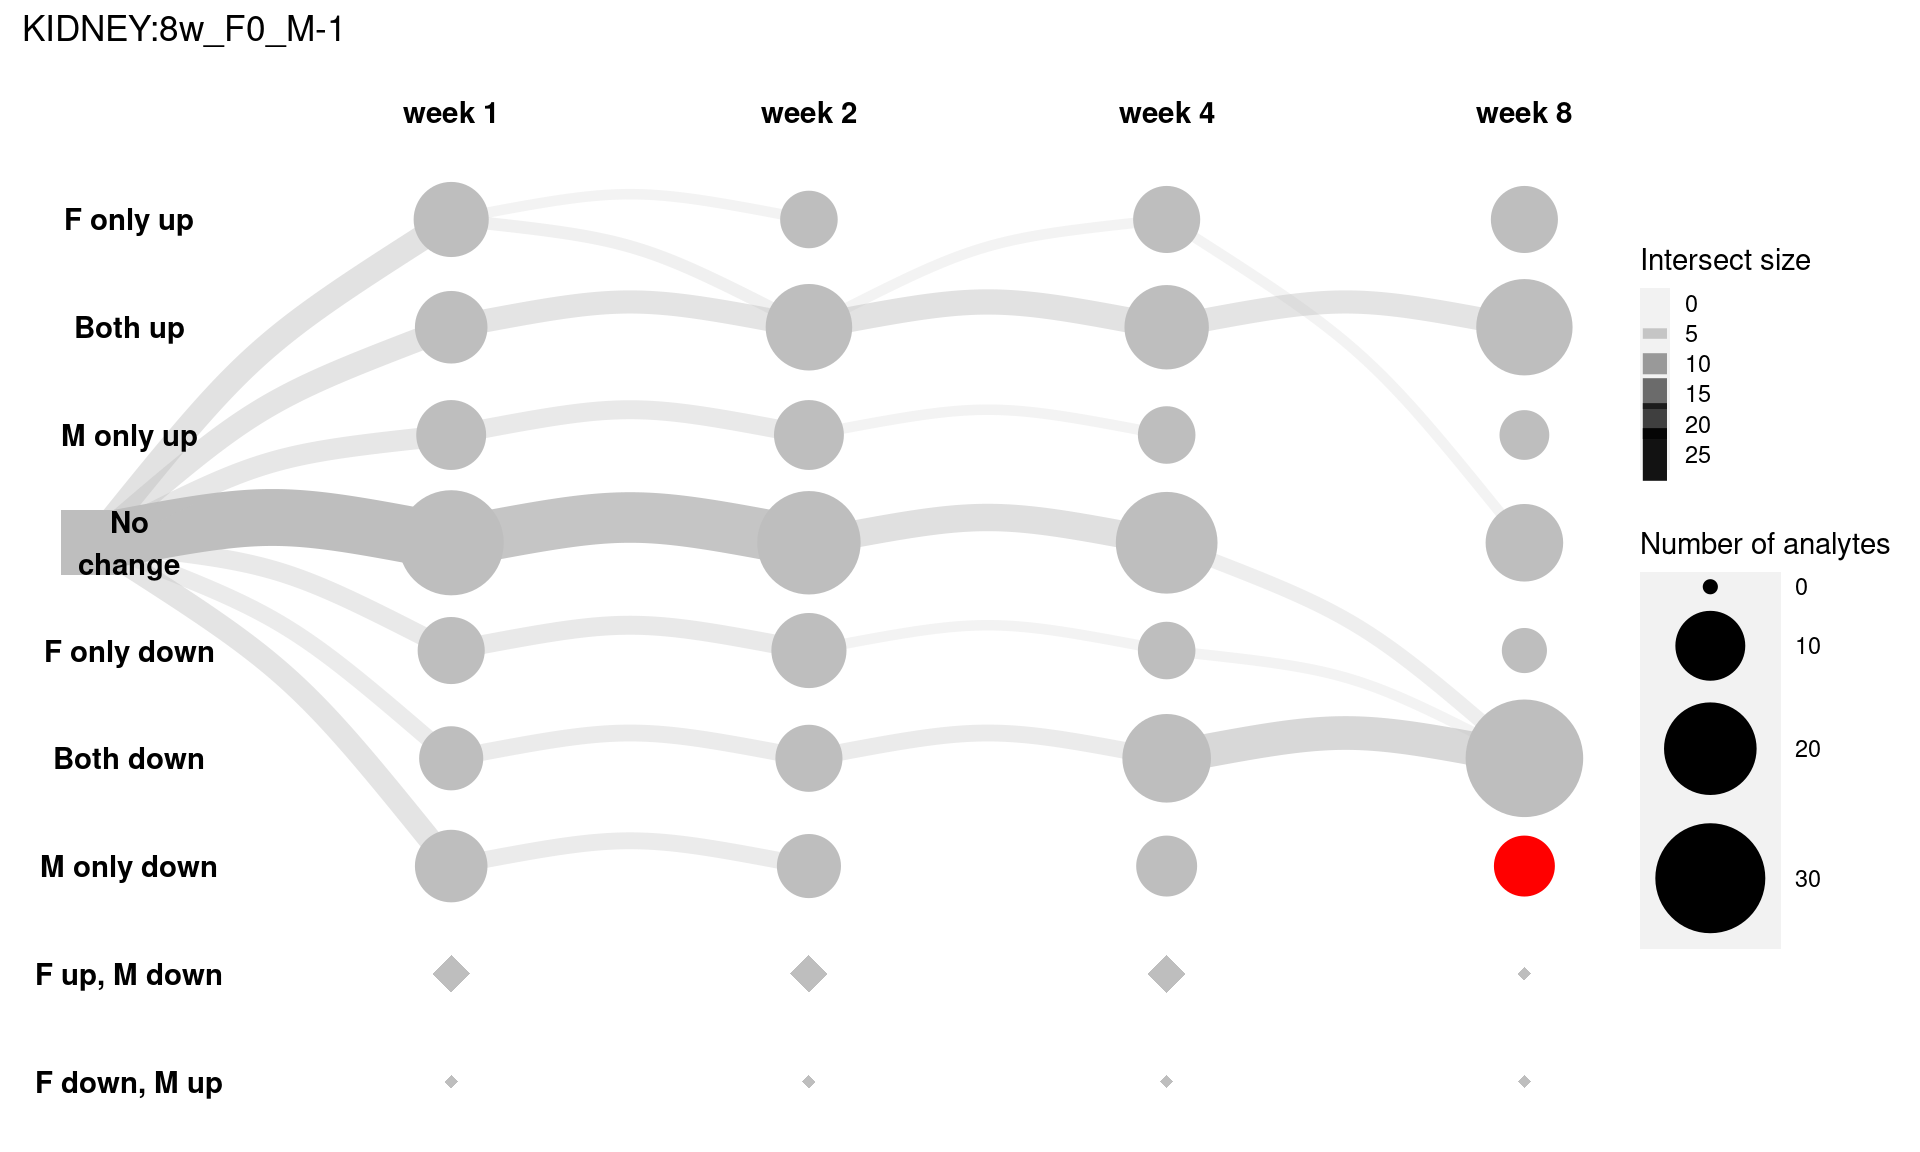 KIDNEY:8w_F0_M-1
week 1
week 2
week 4
week 8
F only up
Both up
M only up
No
change
F only down
Both down
M only down
F up, M down
F down, M up
Intersect size
0
5
10
15
20
25
Number of analytes
0
10
20
30